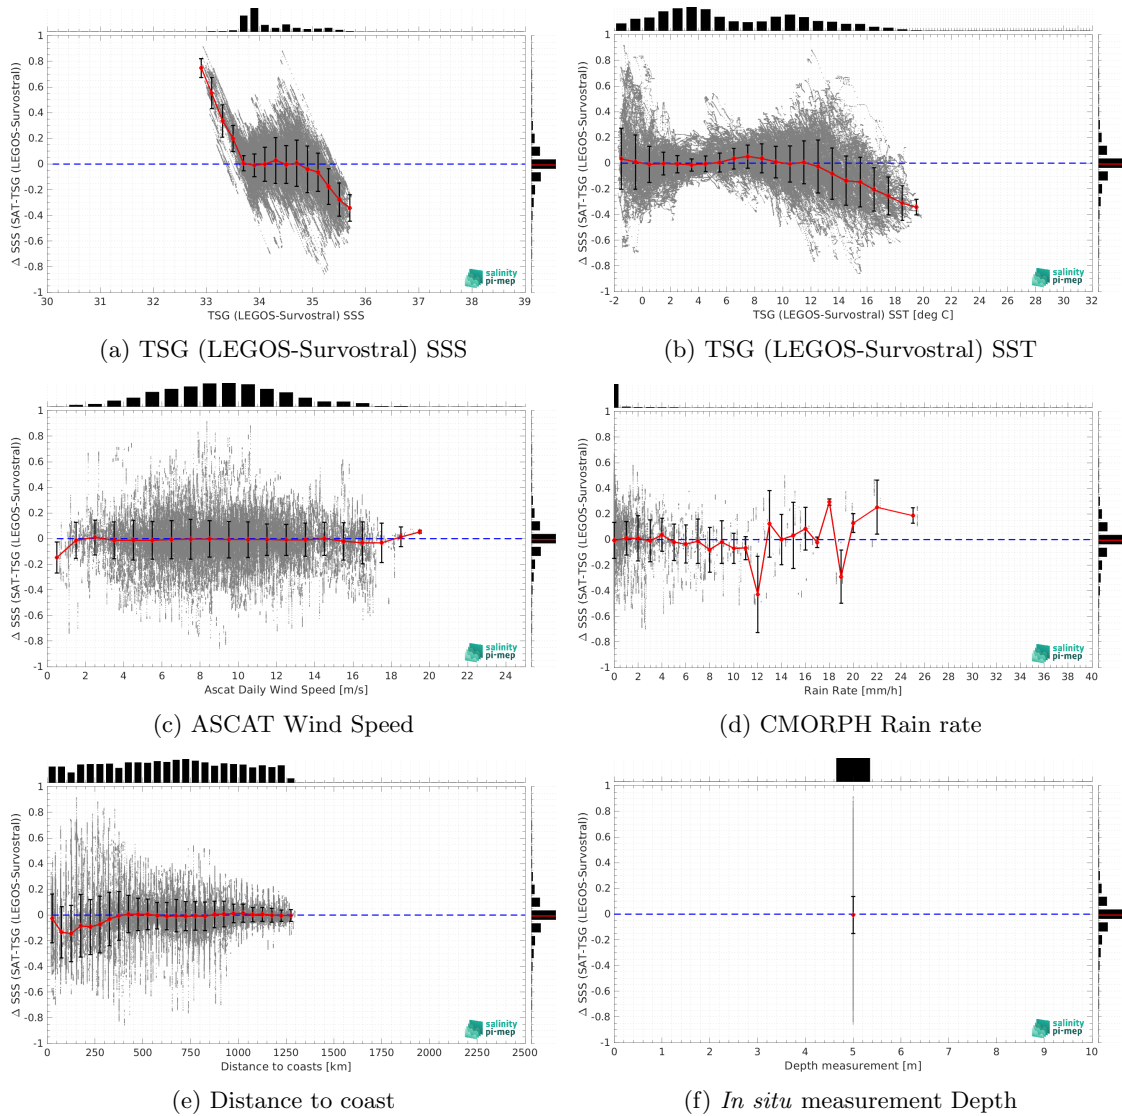 Δ SSS (SAT-TSG (LEGOS-Survostral))
1
0.8
0.6
0.4
0.2
0
-0.2
-0.4
-0.6
-0.8
-1
30 31 32 33 34 35 36 37 38 39
TSG (LEGOS-Survostral) SSS
salinity
pi-mep
(a) TSG (LEGOS-Survostral) SSS
Δ SSS (SAT-TSG (LEGOS-Survostral))
1
0.8
0.6
0.4
0.2
0
-0.2
-0.4
-0.6
-0.8
-1
-2 0 2 4 6 8 10 12 14 16 18 20 22 24 26 28 30 32
TSG (LEGOS-Survostral) SST [deg C]
salinity
pi-mep
(b) TSG (LEGOS-Survostral) SST
Δ SSS (SAT-TSG (LEGOS-Survostral))
1
0.8
0.6
0.4
0.2
0
-0.2
-0.4
-0.6
-0.8
-1
0 2 4 6 8 10 12 14 16 18 20 22 24
Ascat Daily Wind Speed [m/s]
salinity
pi-mep
(c) ASCAT Wind Speed
Δ SSS (SAT-TSG (LEGOS-Survostral))
1
0.8
0.6
0.4
0.2
0
-0.2
-0.4
-0.6
-0.8
-1
0 2 4 6 8 10 12 14 16 18 20 22 24 26 28 30 32 34 36 38 40
Rain Rate [mm/h]
salinity
pi-mep
(d) CMORPH Rain rate
Δ SSS (SAT-TSG (LEGOS-Survostral))
1
0.8
0.6
0.4
0.2
0
-0.2
-0.4
-0.6
-0.8
-1
0 250 500 750 1000 1250 1500 1750 2000 2250 2500
Distance to coasts [km]
salinity
pi-mep
(e) Distance to coast
Δ SSS (SAT-TSG (LEGOS-Survostral))
1
0.8
0.6
0.4
0.2
0
-0.2
-0.4
-0.6
-0.8
-1
0 1 2 3 4 5 6 7 8 9 10
Depth measurement [m]
salinity
pi-mep
(f) In situ measurement Depth